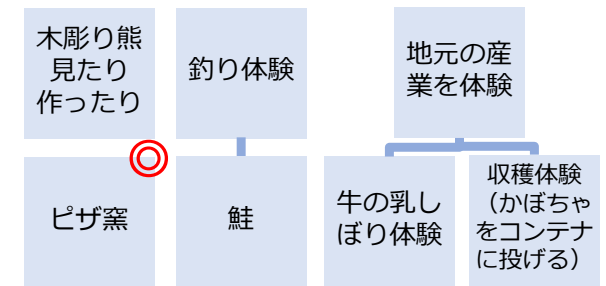 木彫り熊
見たり
作ったり
釣り体験
地元の産
業を体験
ピザ窯
鮭
牛の乳し
ぼり体験
収穫体験
（かぼちゃ
をコンテナ
に投げる）